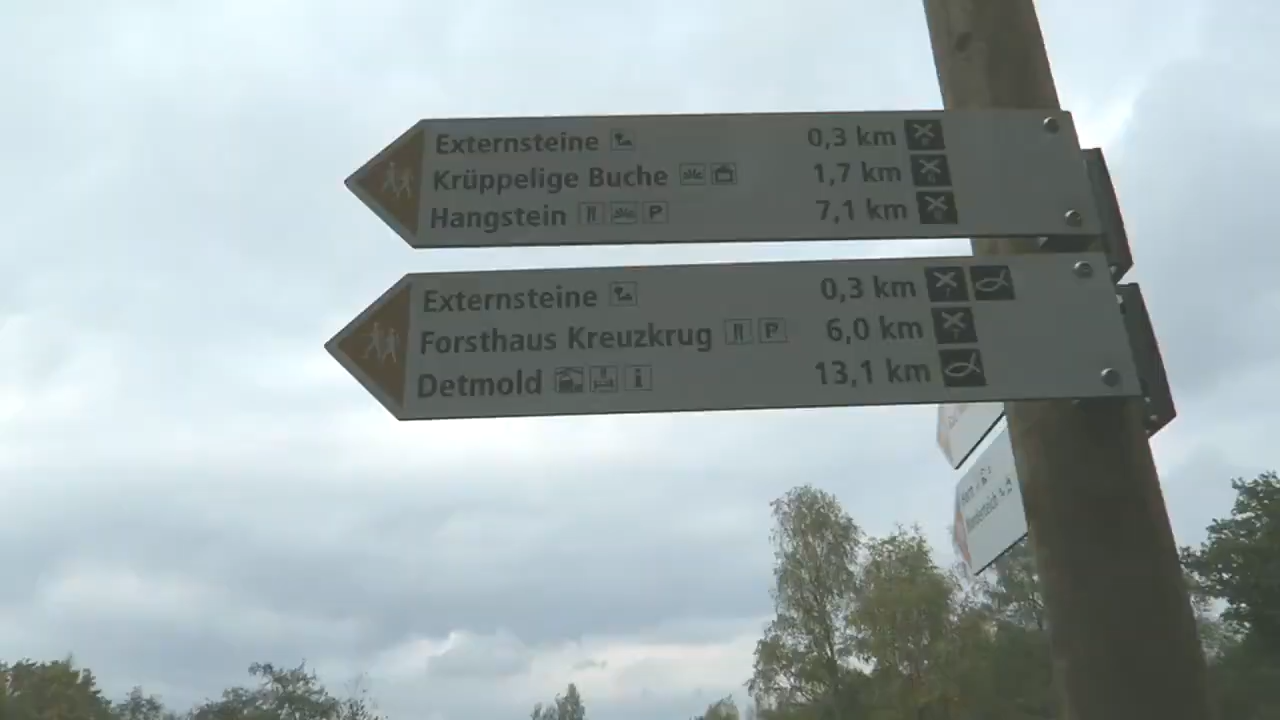 Externsteine 0,3 km
Krüppelige Buche 1,7 km
Hangstein P 7,1 km
Externsteine 0,3 km
Forsthaus Kreuzkrug P 6,0 km
Detmold i 13,1 km